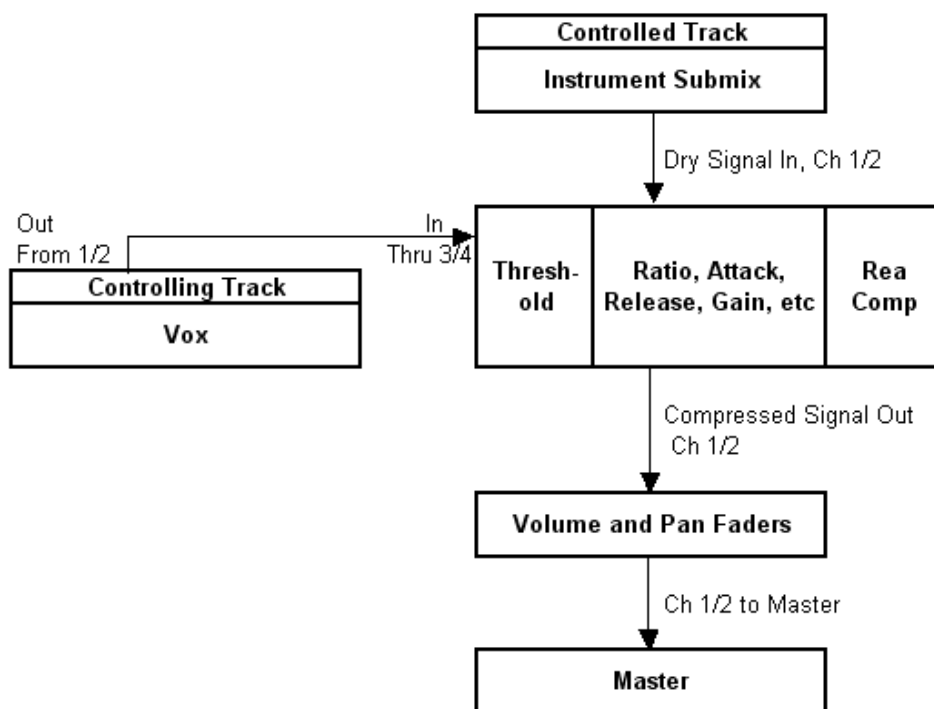 Controlled Track
Instrument Submix
Dry Signal In, Ch 1/2
Out
From 1/2
In
Thru 3/4
Controlling Track
Vox
Thresh-
old
Ratio, Attack,
Release, Gain, etc
Rea
Comp
Compressed Signal Out
Ch 1/2
Volume and Pan Faders
Ch 1/2 to Master
Master